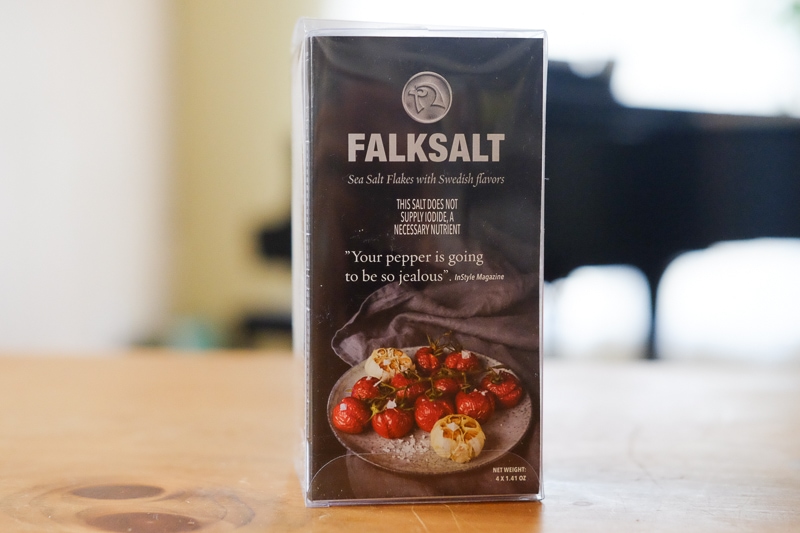 FALKSALT
Sea Salt Flakes with Swedish flavors
THIS SALT DOES NOT
SUPPLY IODIDE, A
NECESSARY NUTRIENT
”Your pepper is going
to be so jealous”. InStyle Magazine
NET WEIGHT:
4 X 1.41 OZ